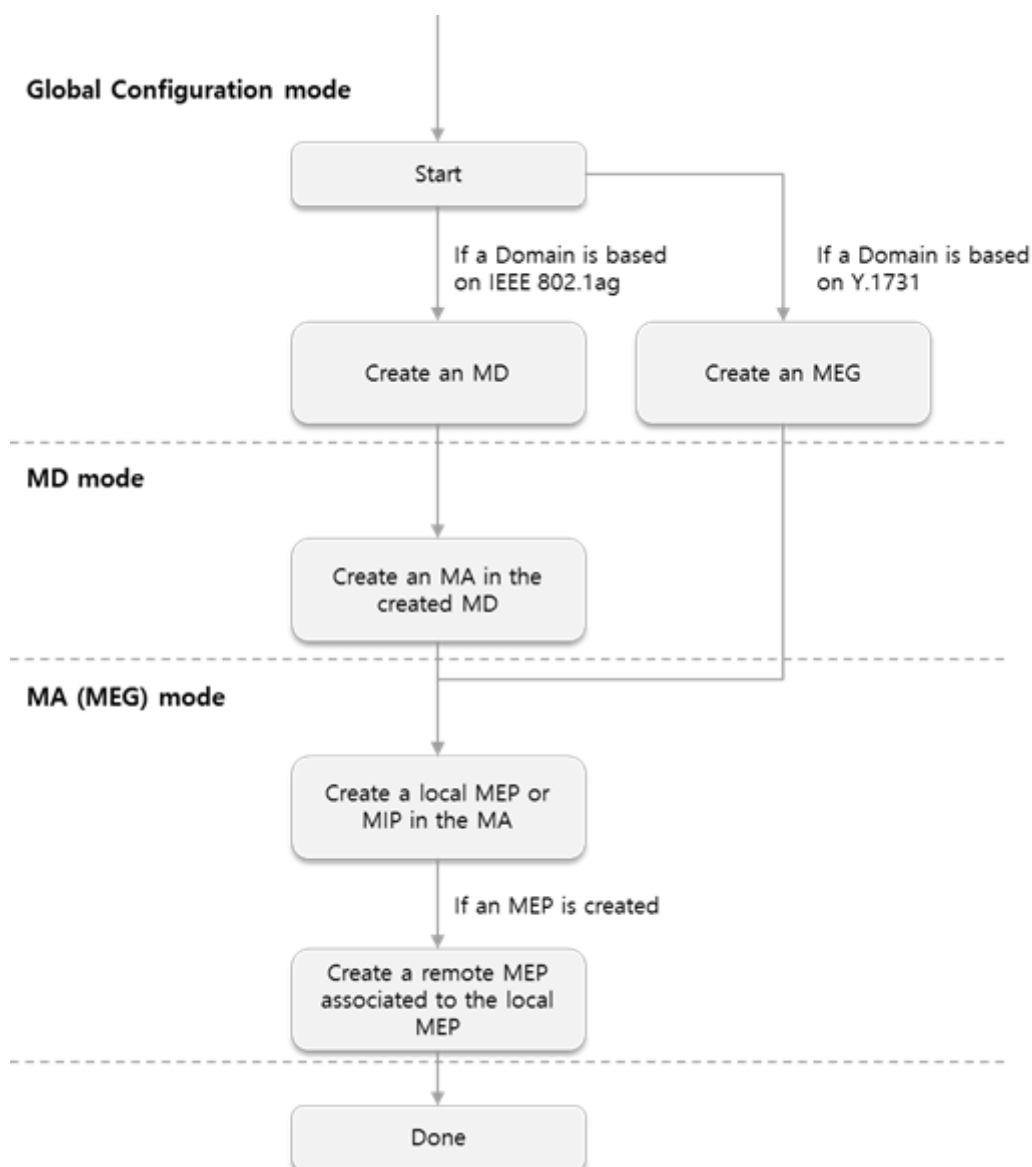 Global Configuration mode
Start
If a Domain is based
on IEEE 802.1ag
If a Domain is based
on Y.1731
Create an MD
Create an MEG
MD mode
Create an MA in the
created MD
MA (MEG) mode
Create a local MEP or
MIP in the MA
If an MEP is created
Create a remote MEP
associated to the local
MEP
Done